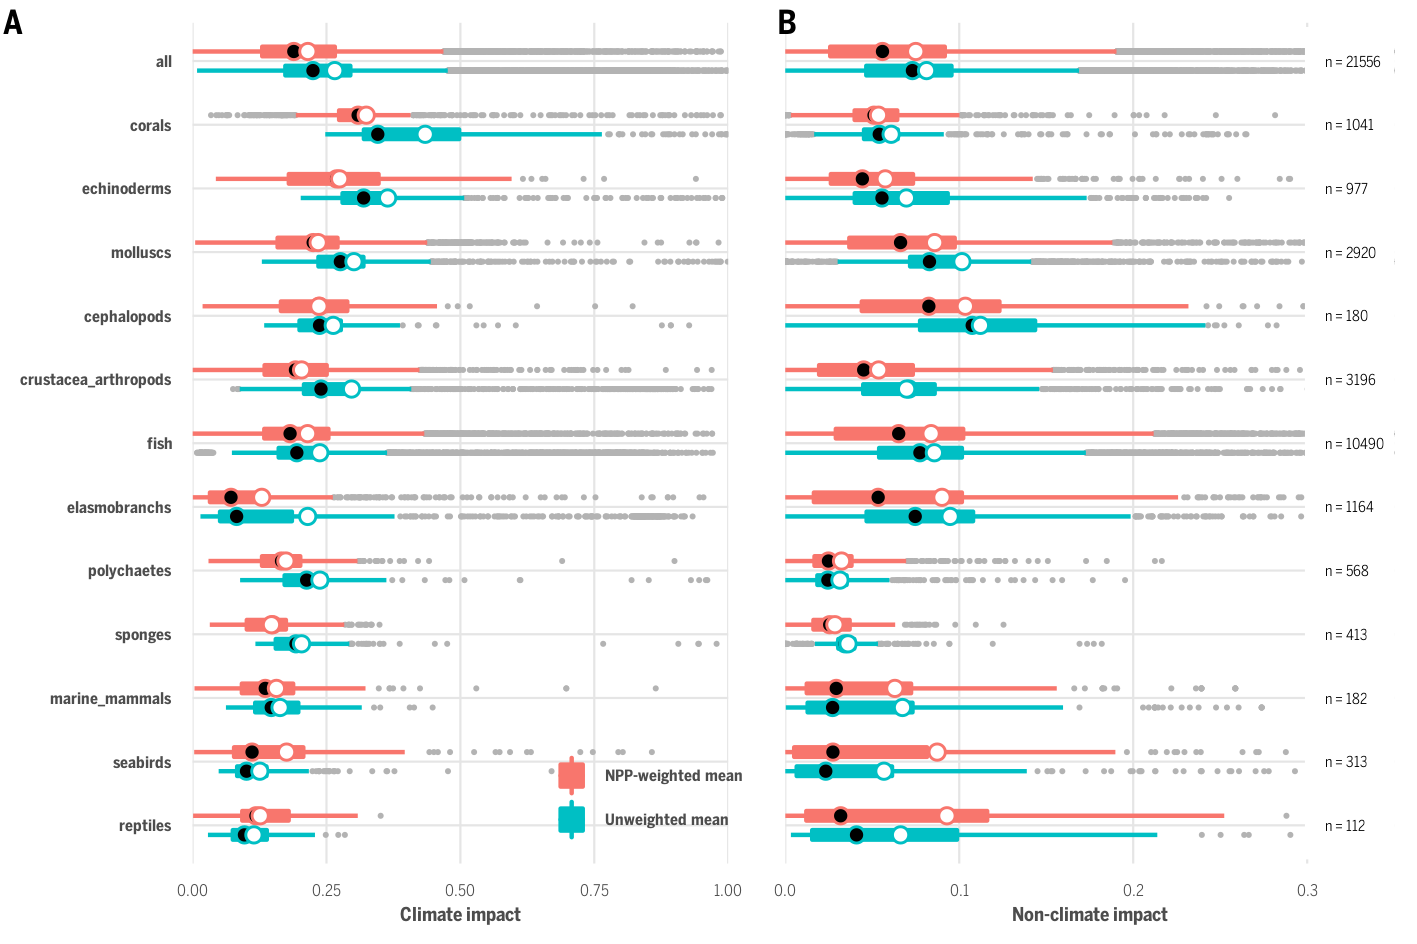 A
B
all
n = 21556
corals
n = 1041
echinoderms
n = 977
molluscs
n = 2920
cephalopods
n = 180
crustacea_arthropods
n = 3196
fish
n = 10490
elasmobranchs
n = 1164
polychaetes
n = 568
sponges
n = 413
marine_mammals
n = 182
seabirds
n = 313
NPP-weighted mean
Unweighted mean
reptiles
n = 112
0.00 0.25 0.50 0.75 1.00
0.0 0.1 0.2 0.3
Climate impact
Non-climate impact